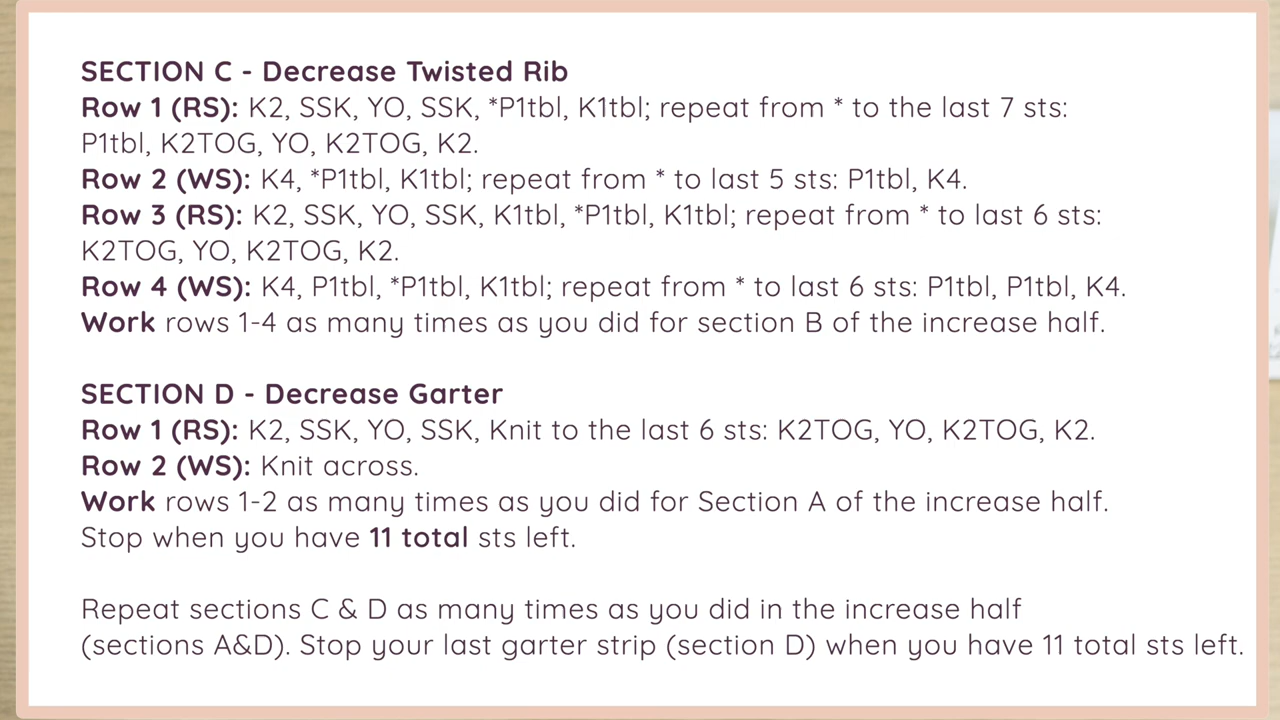 SECTION C - Decrease Twisted Rib
Row 1 (RS): K2, SSK, YO, SSK, *P1tbl, K1tbl; repeat from * to the last 7 sts:
P1tbl, K2TOG, YO, K2TOG, K2.
Row 2 (WS): K4, *P1tbl, K1tbl; repeat from * to last 5 sts: P1tbl, K4.
Row 3 (RS): K2, SSK, YO, SSK, K1tbl, *P1tbl, K1tbl; repeat from * to last 6 sts:
K2TOG, YO, K2TOG, K2.
Row 4 (WS): K4, P1tbl, *P1tbl, K1tbl; repeat from * to last 6 sts: P1tbl, P1tbl, K4.
Work rows 1-4 as many times as you did for section B of the increase half.
SECTION D - Decrease Garter
Row 1 (RS): K2, SSK, YO, SSK, Knit to the last 6 sts: K2TOG, YO, K2TOG, K2.
Row 2 (WS): Knit across.
Work rows 1-2 as many times as you did for Section A of the increase half.
Stop when you have 11 total sts left.
Repeat sections C & D as many times as you did in the increase half
(sections A&D). Stop your last garter strip (section D) when you have 11 total sts left.